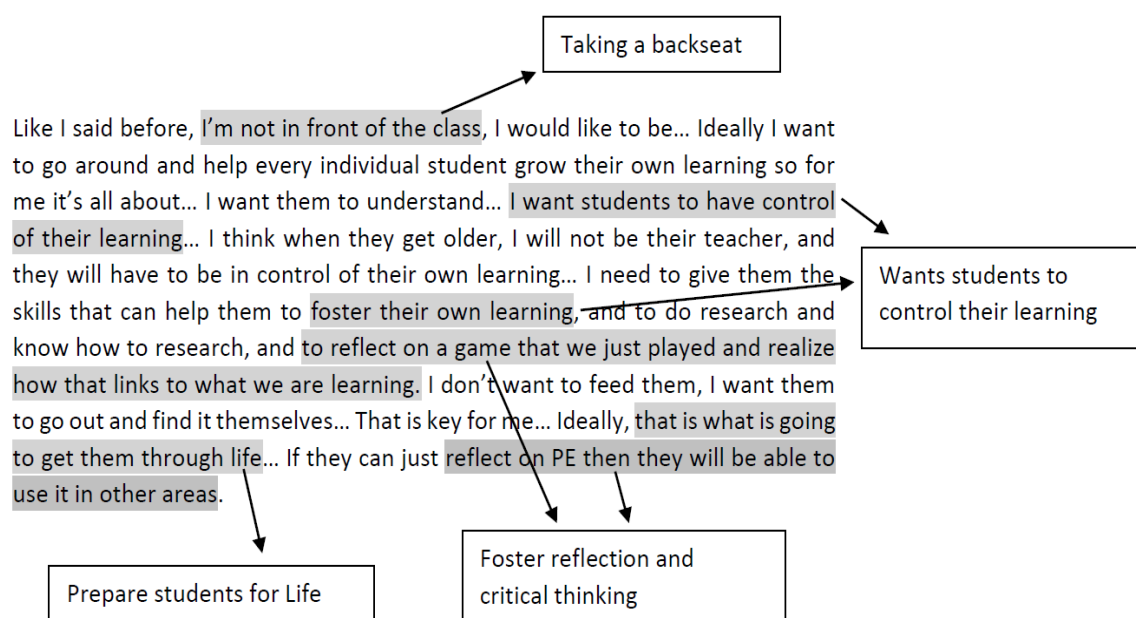 Taking a backseat
Like I said before, I’m not in front of the class, I would like to be… Ideally I want
to go around and help every individual student grow their own learning so for
me it’s all about… I want them to understand… I want students to have control
of their learning… I think when they get older, I will not be their teacher, and
they will have to be in control of their own learning… I need to give them the
skills that can help them to foster their own learning, and to do research and
know how to research, and to reflect on a game that we just played and realize
how that links to what we are learning. I don’t want to feed them, I want them
to go out and find it themselves… That is key for me… Ideally, that is what is going
to get them through life… If they can just reflect on PE then they will be able to
use it in other areas.
Wants students to
control their learning
Prepare students for Life
Foster reflection and
critical thinking